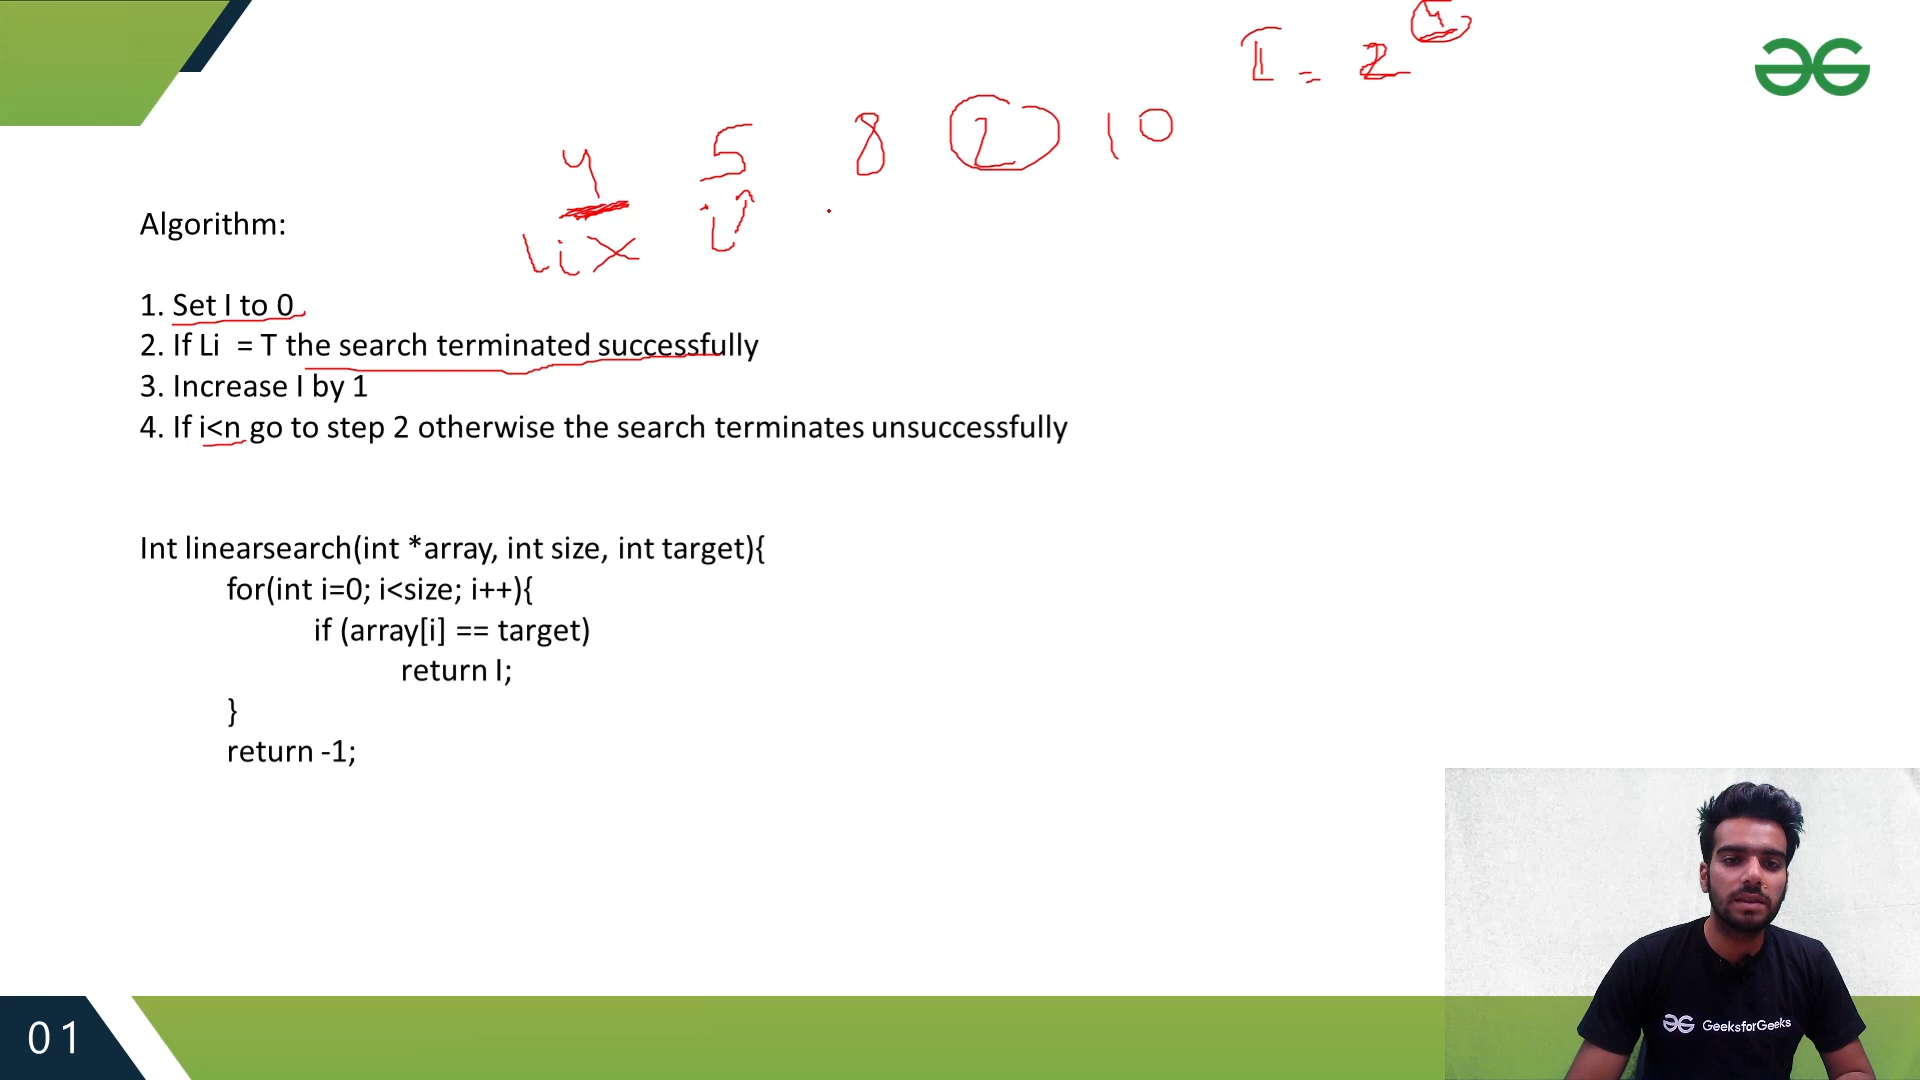 I = 2
4 5 8 2 10
Li X i
Algorithm:
1. Set I to 0
2. If Li = T the search terminated successfully
3. Increase I by 1
4. If i<n go to step 2 otherwise the search terminates unsuccessfully
Int linearsearch(int *array, int size, int target){
for(int i=0; i<size; i++){
if (array[i] == target)
return I;
}
return -1;
GeeksforGeeks
01